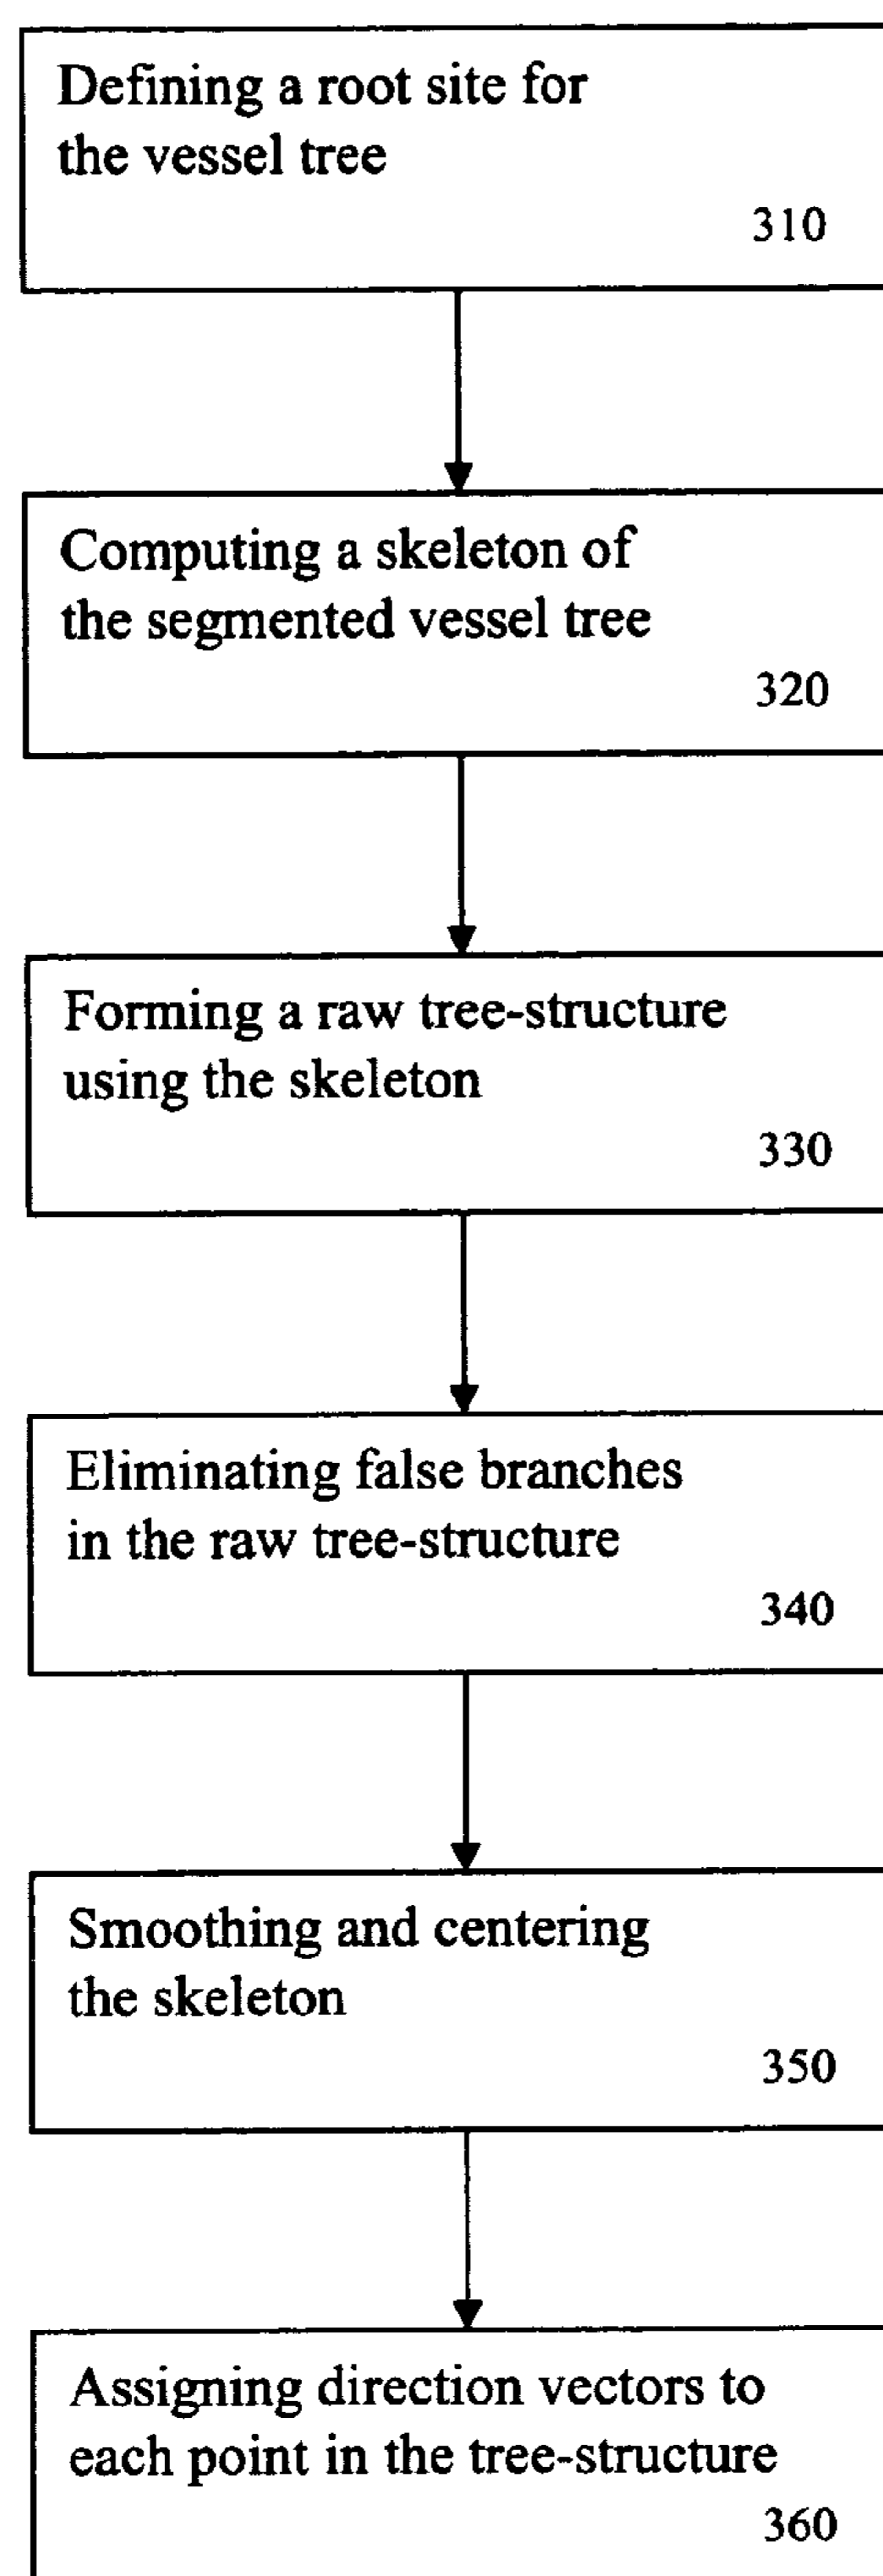 Defining a root site for
the vessel tree
310
Computing a skeleton of
the segmented vessel tree
320
Forming a raw tree-structure
using the skeleton
330
Eliminating false branches
in the raw tree-structure
340
Smoothing and centering
the skeleton
350
Assigning direction vectors to
each point in the tree-structure
360